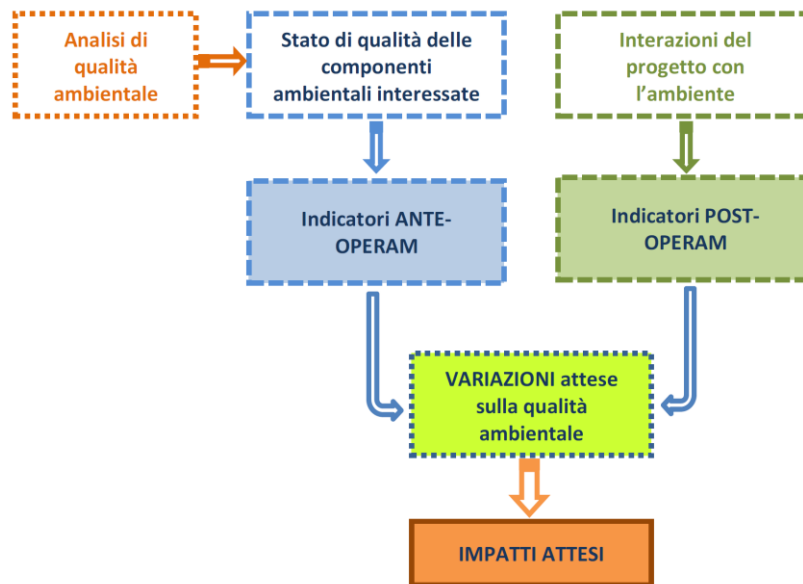 Analisi di
qualità
ambientale
Stato di qualità delle
componenti
ambientali interessate
Interazioni del
progetto con
l’ambiente
Indicatori ANTE-
OPERAM
Indicatori POST-
OPERAM
VARIAZIONI attese
sulla qualità
ambientale
IMPATTI ATTESI